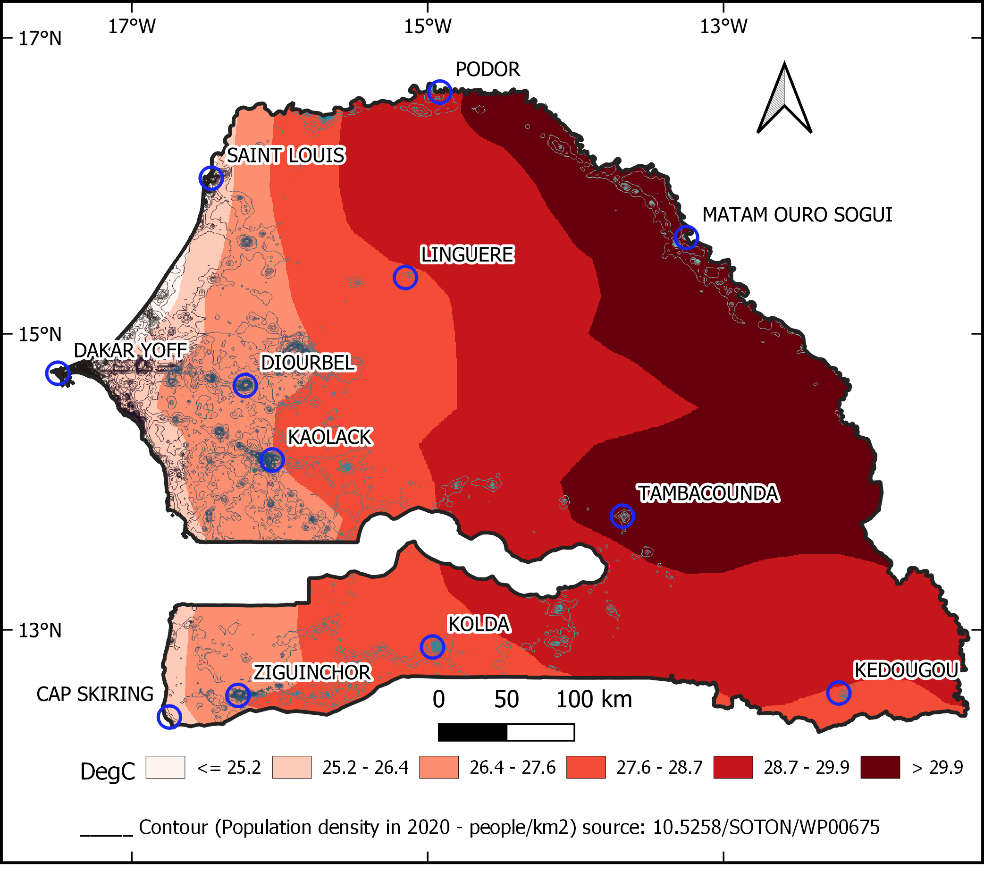 17°W 15°W 13°W
17°N
PODOR
SAINT LOUIS
MATAM OURO SOGUI
LINGUERE
15°N
DAKAR YOFF
DIOURBEL
KAOLACK
TAMBACOUNDA
13°N
KOLDA
KEDOUGOU
ZIGUINCHOR
CAP SKIRING
0 50 100 km
DegC <= 25.2 25.2 - 26.4 26.4 - 27.6 27.6 - 28.7 28.7 - 29.9 > 29.9
_____ Contour (Population density in 2020 - people/km2) source: 10.5258/SOTON/WP00675